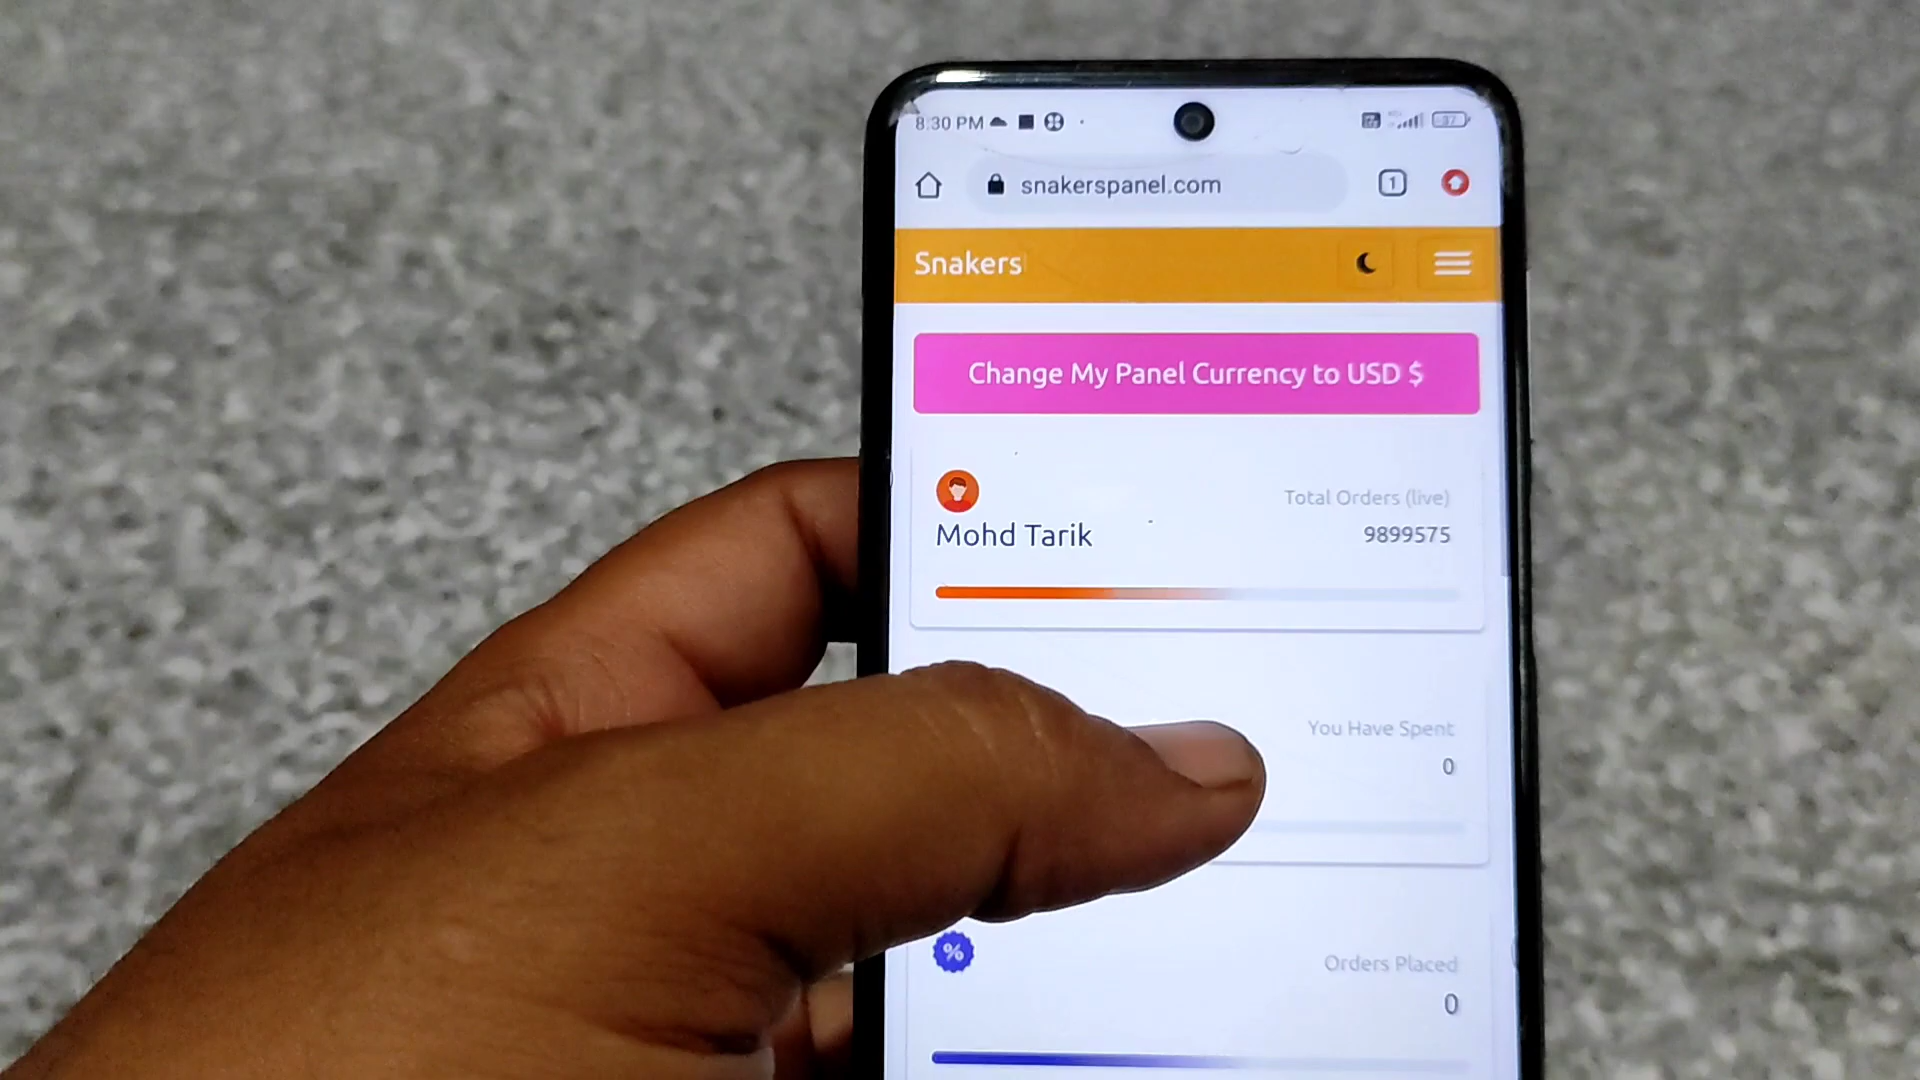 8:30 PM
snakerspanel.com
1
Snakers
Change My Panel Currency to USD $
Total Orders (live)
Mohd Tarik
9899575
You Have Spent
0
%
Orders Placed
0